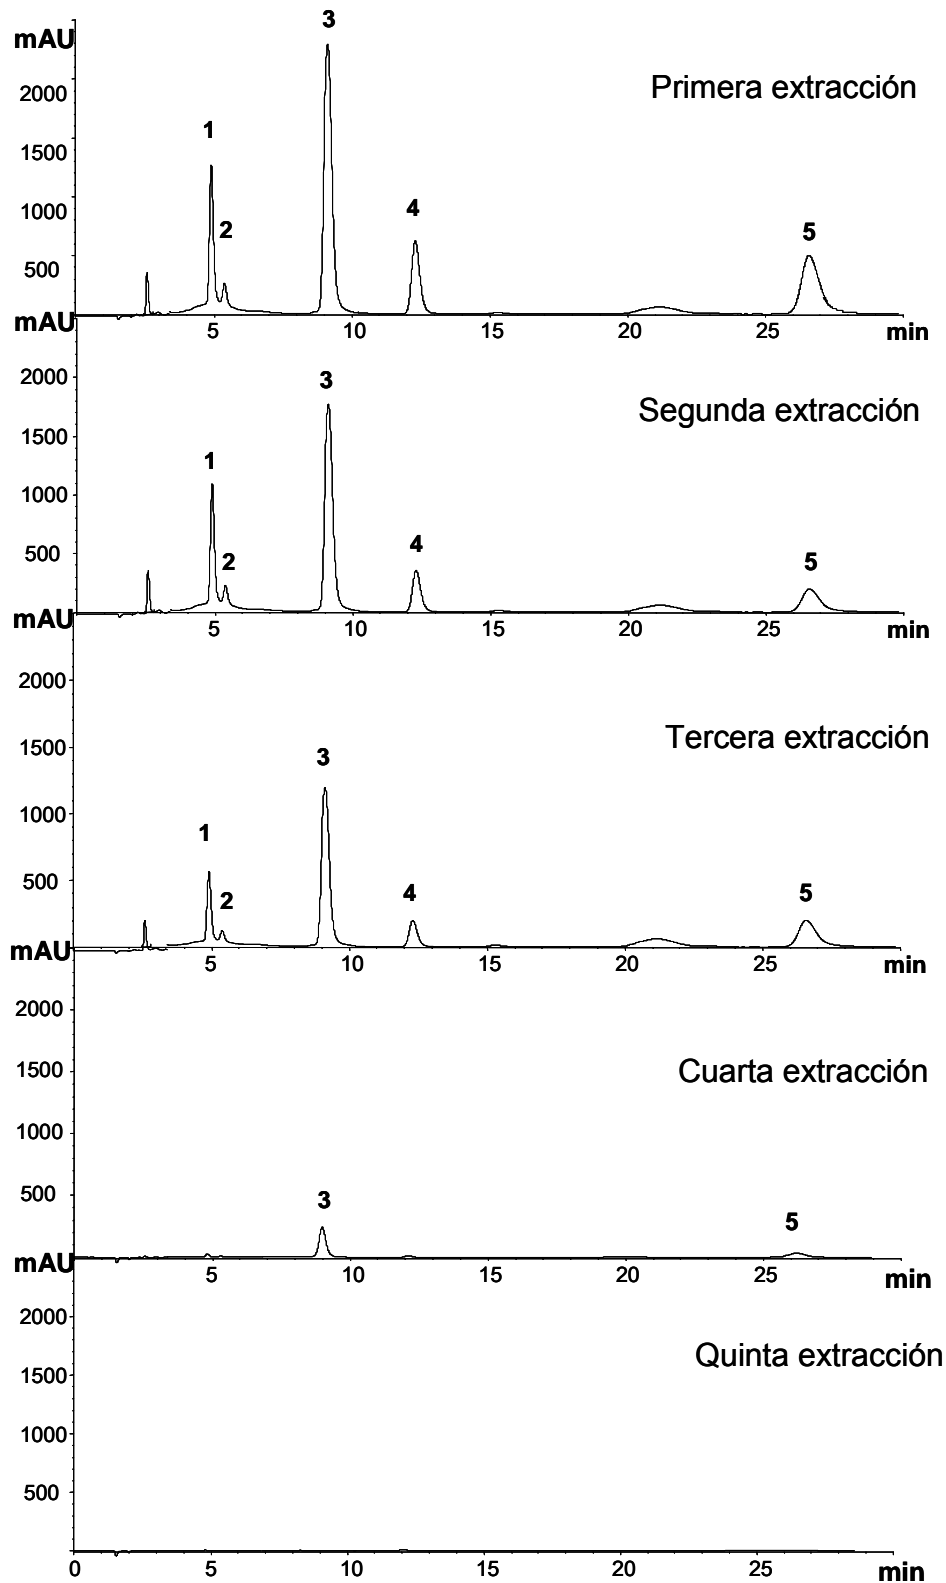 3
mAU
Primera extracción
2000
1
1500
1000
4
2
5
500
5 10 15 20 25 min
mAU
2000
3
Segunda extracción
1500
1
1000
4
2
5
500
5 10 15 20 25 min
mAU
2000
Tercera extracción
1500
3
1000
1
500
2
4
5
5 10 15 20 25 min
mAU
2000
Cuarta extracción
1500
1000
500
3
5
5 10 15 20 25 min
mAU
2000
Quinta extracción
1500
1000
500
0 5 10 15 20 25 min